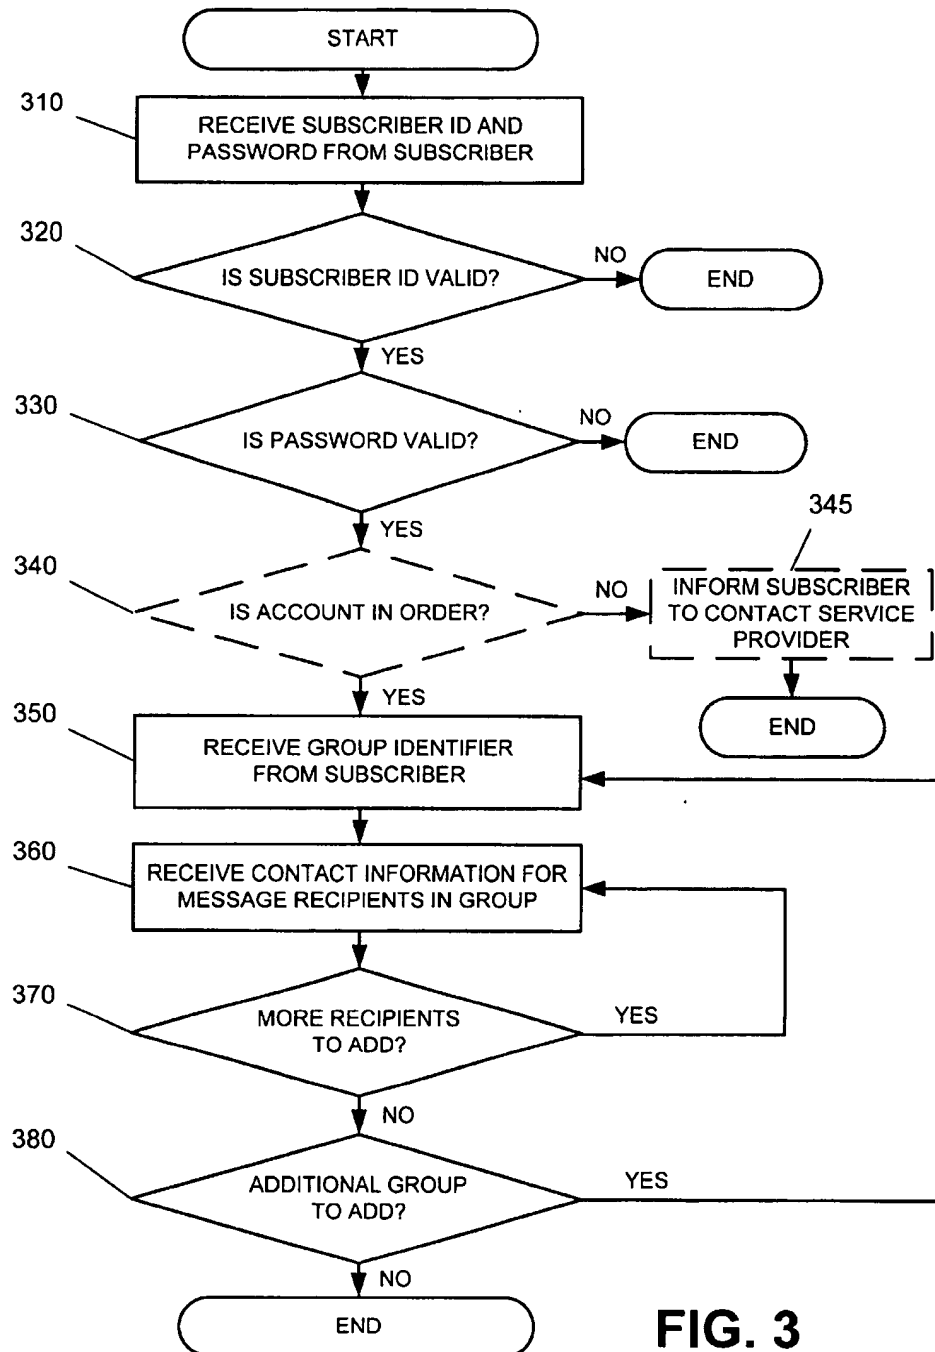 START
310
RECEIVE SUBSCRIBER ID AND
PASSWORD FROM SUBSCRIBER
320
IS SUBSCRIBER ID VALID?
NO
END
YES
330
IS PASSWORD VALID?
NO
END
YES
345
340
IS ACCOUNT IN ORDER?
NO
INFORM SUBSCRIBER
TO CONTACT SERVICE
PROVIDER
YES
END
350
RECEIVE GROUP IDENTIFIER
FROM SUBSCRIBER
360
RECEIVE CONTACT INFORMATION FOR
MESSAGE RECIPIENTS IN GROUP
370
MORE RECIPIENTS
TO ADD?
YES
NO
380
ADDITIONAL GROUP
TO ADD?
YES
NO
END
FIG. 3